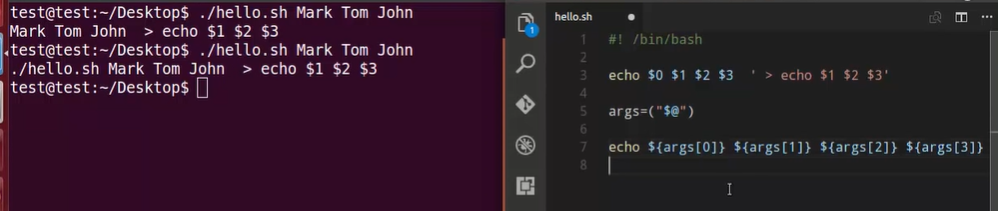 test@test:~/Desktop$ ./hello.sh Mark Tom John
Mark Tom John  > echo $1 $2 $3
test@test:~/Desktop$ ./hello.sh Mark Tom John
./hello.sh Mark Tom John  > echo $1 $2 $3
test@test:~/Desktop$
hello.sh
1
1 #! /bin/bash
2
3 echo $0 $1 $2 $3  ' > echo $1 $2 $3'
4
5 args=("$@")
6
7 echo ${args[0]} ${args[1]} ${args[2]} ${args[3]}
8